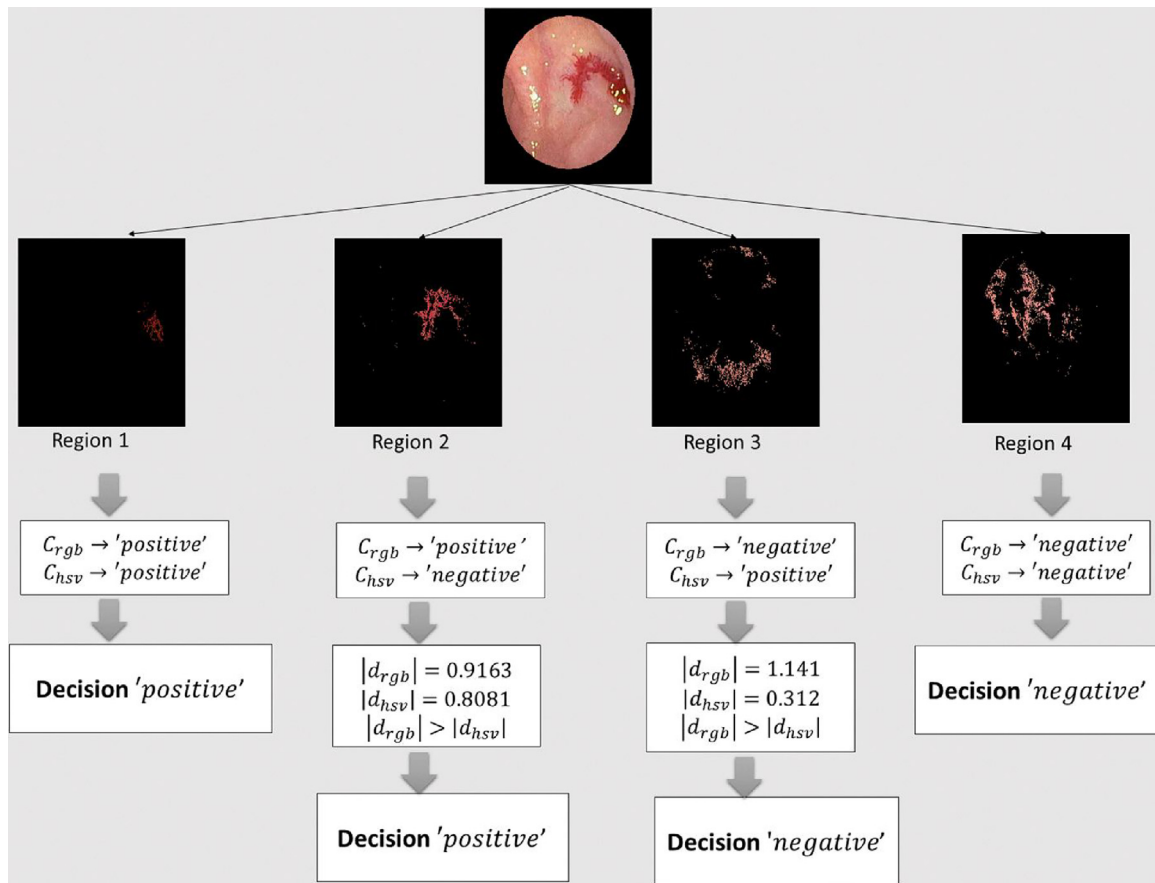 Region 1
Region 2
Region 3
Region 4
C_rgb → 'positive'
C_hsv → 'positive'
C_rgb → 'positive'
C_hsv → 'negative'
C_rgb → 'negative'
C_hsv → 'positive'
C_rgb → 'negative'
C_hsv → 'negative'
Decision 'positive'
|d_rgb| = 0.9163
|d_hsv| = 0.8081
|d_rgb| > |d_hsv|
|d_rgb| = 1.141
|d_hsv| = 0.312
|d_rgb| > |d_hsv|
Decision 'negative'
Decision 'positive'
Decision 'negative'